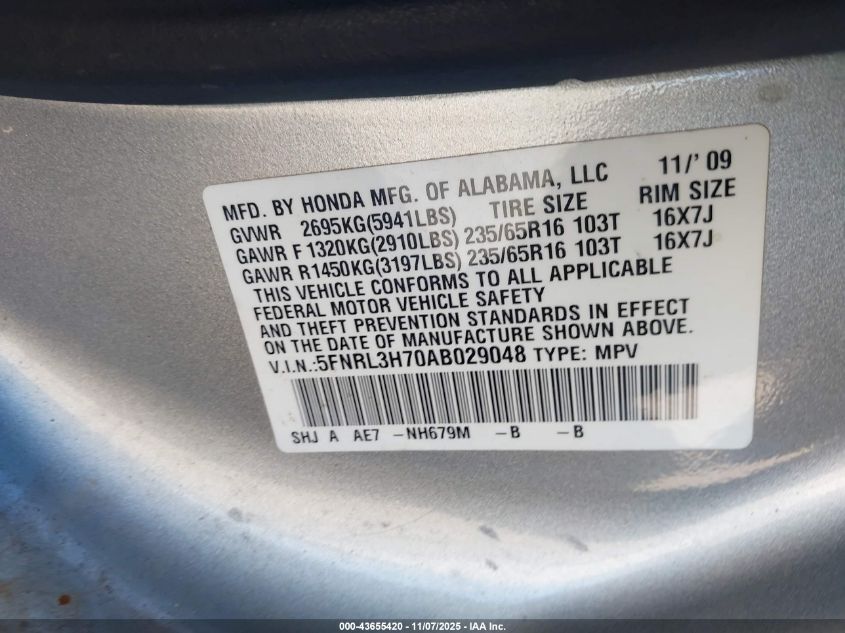 MFD. BY HONDA MFG. OF ALABAMA, LLC 11/' 09
GVWR 2695KG(5941LBS) TIRE SIZE RIM SIZE
GAWR F 1320KG(2910LBS) 235/65R16 103T 16X7J
GAWR R1450KG(3197LBS) 235/65R16 103T 16X7J
THIS VEHICLE CONFORMS TO ALL APPLICABLE
FEDERAL MOTOR VEHICLE SAFETY
AND THEFT PREVENTION STANDARDS IN EFFECT
ON THE DATE OF MANUFACTURE SHOWN ABOVE.
V.I.N.:5FNRL3H70AB029048 TYPE: MPV
SHJ A AE7 -NH679M -B -B
000-43655420 - 11/07/2025 - IAA Inc.